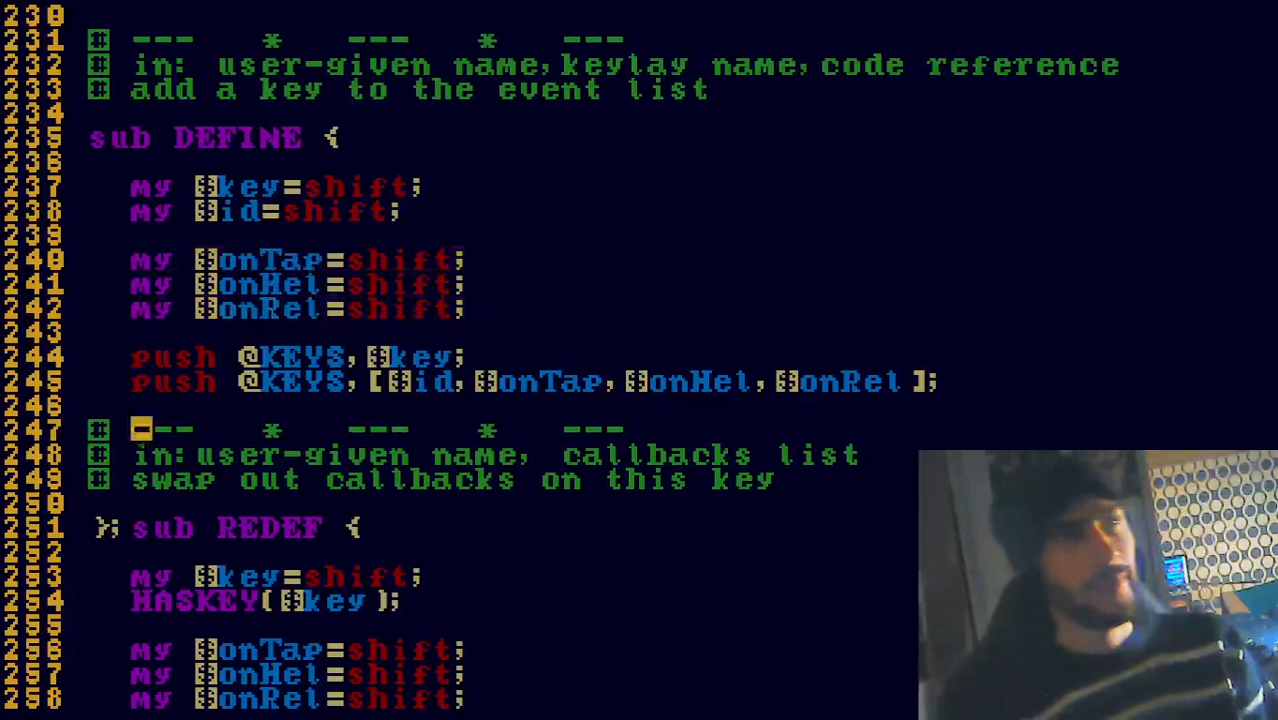 230
231 # --- * --- * ---
232 # in: user-given name,keylay name,code reference
233 # add a key to the event list
234
235 sub DEFINE {
236
237 my $key=shift;
238 my $id=shift;
239
240 my $onTap=shift;
241 my $onHel=shift;
242 my $onRel=shift;
243
244 push @KEYS,$key;
245 push @KEYS,[$id,$onTap,$onHel,$onRel];
246
247 # --- * --- * ---
248 # in:user-given name, callbacks list
249 # swap out callbacks on this key
250
251 }; sub REDEF {
252
253 my $key=shift;
254 HASKEY($key);
255
256 my $onTap=shift;
257 my $onHel=shift;
258 my $onRel=shift;